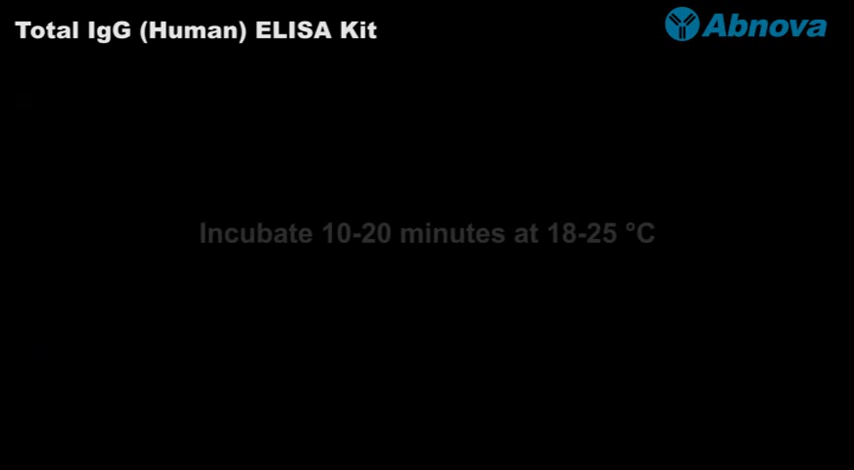 Total IgG (Human) ELISA Kit
Abnova
Incubate 10-20 minutes at 18-25 °C